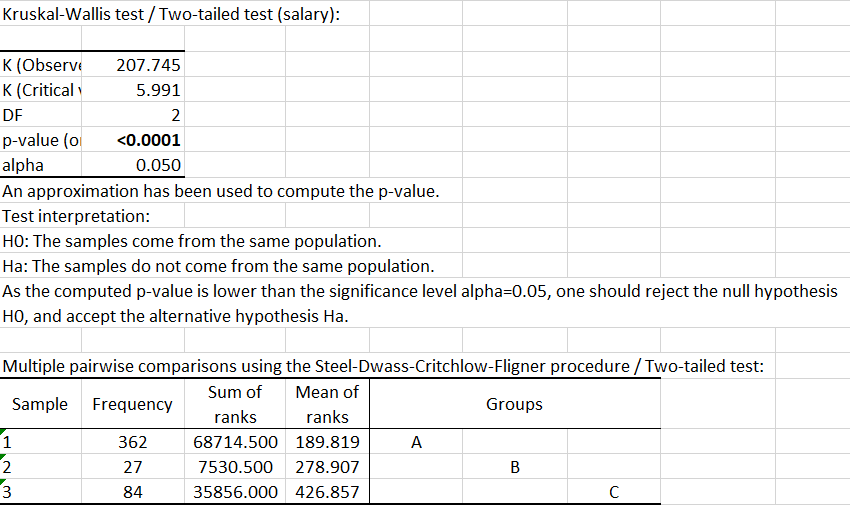 Kruskal-Wallis test / Two-tailed test (salary):
K (Observe 207.745
K (Critical v 5.991
DF 2
p-value (or <0.0001
alpha 0.050
An approximation has been used to compute the p-value.
Test interpretation:
H0: The samples come from the same population.
Ha: The samples do not come from the same population.
As the computed p-value is lower than the significance level alpha=0.05, one should reject the null hypothesis
H0, and accept the alternative hypothesis Ha.
Multiple pairwise comparisons using the Steel-Dwass-Critchlow-Fligner procedure / Two-tailed test:
Sample Frequency Sum of ranks Mean of ranks Groups
1 362 68714.500 189.819 A
2 27 7530.500 278.907 B
3 84 35856.000 426.857 C